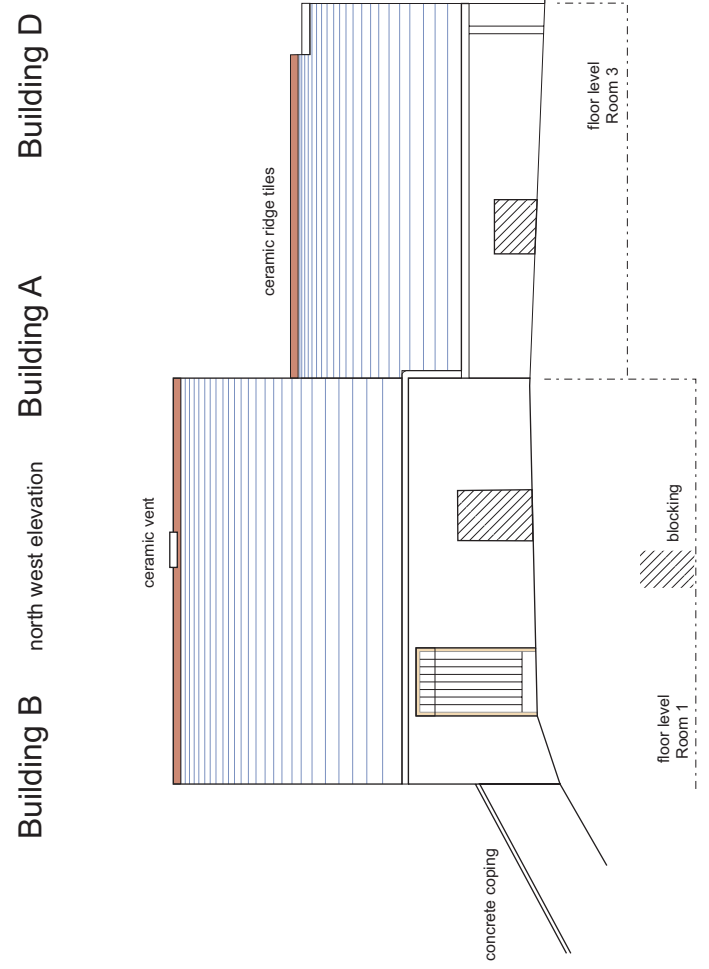 Building B
north west elevation
Building A
Building D
ceramic vent
ceramic ridge tiles
concrete coping
floor level
Room 1
blocking
floor level
Room 3